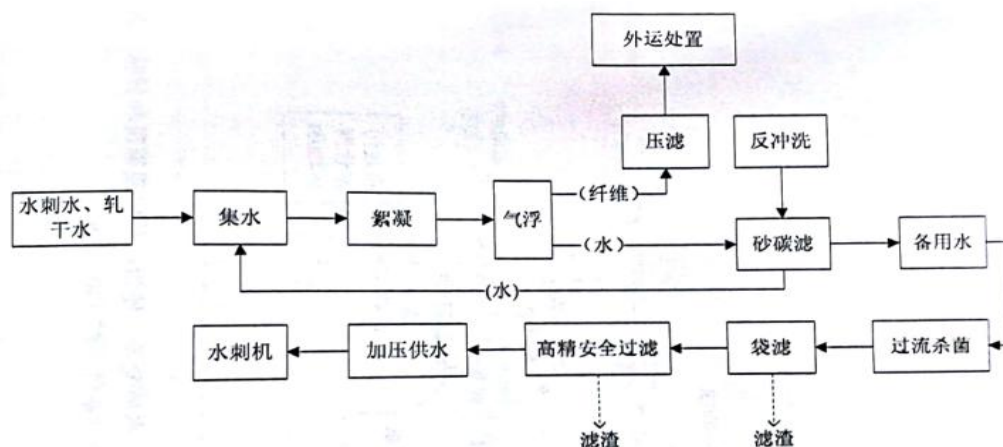 外运处置
压滤
反冲洗
水刺水、轧
干水
集水
絮凝
气浮
（纤维）
（水）
砂碳滤
备用水
(水)
水刺机
加压供水
高精安全过滤
袋滤
过流杀菌
滤渣
滤渣